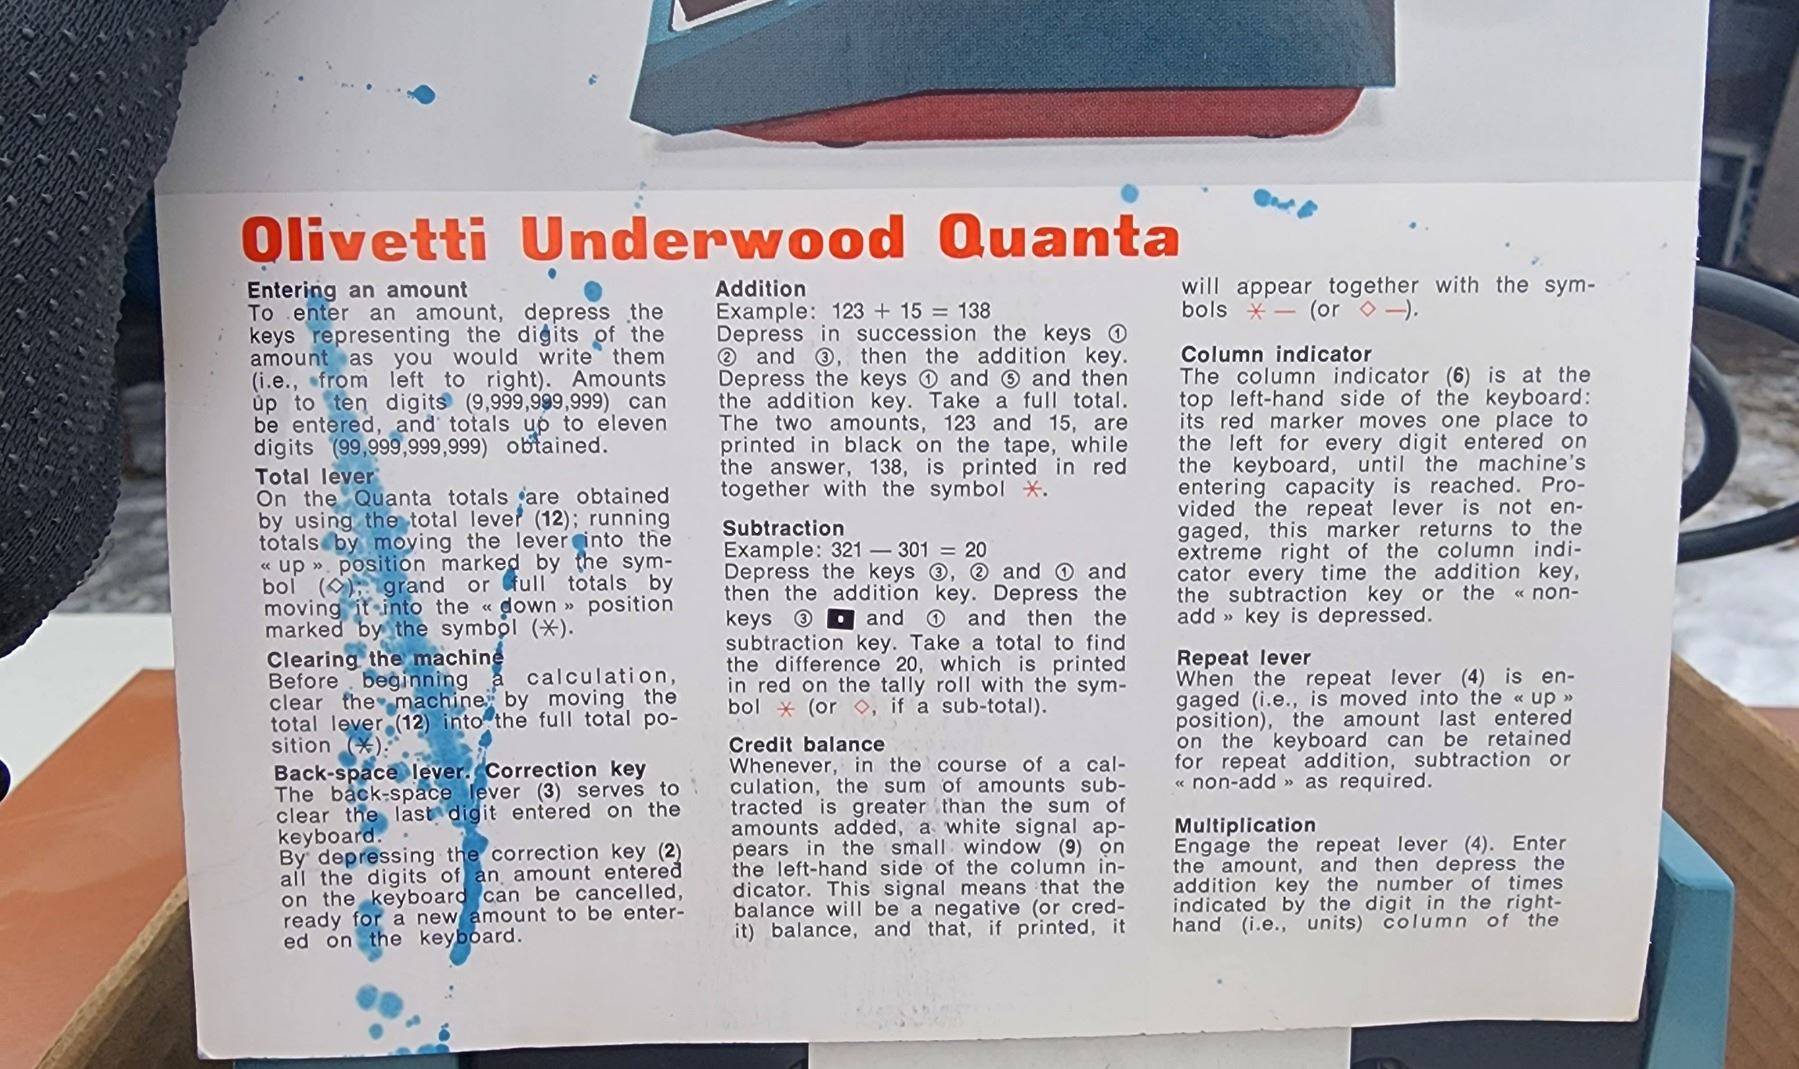 Olivetti Underwood Quanta
Entering an amount
To enter an amount, depress the
keys representing the digits of the
amount as you would write them
(i.e., from left to right). Amounts
up to ten digits (9,999,999,999) can
be entered, and totals up to eleven
digits (99,999,999,999) obtained.
Total lever
On the Quanta totals are obtained
by using the total lever (12); running
totals by moving the lever into the
« up » position marked by the sym-
bol (◇); grand or full totals by
moving it into the « down » position
marked by the symbol (✳).
Clearing the machine
Before beginning a calculation,
clear the machine by moving the
total lever (12) into the full total po-
sition (✳).
Back-space lever. Correction key
The back-space lever (3) serves to
clear the last digit entered on the
keyboard.
By depressing the correction key (2)
all the digits of an amount entered
on the keyboard can be cancelled,
ready for a new amount to be enter-
ed on the keyboard.
Addition
Example: 123 + 15 = 138
Depress in succession the keys ①
② and ③, then the addition key.
Depress the keys ① and ⑤ and then
the addition key. Take a full total.
The two amounts, 123 and 15, are
printed in black on the tape, while
the answer, 138, is printed in red
together with the symbol ✳.
Subtraction
Example: 321 — 301 = 20
Depress the keys ③, ② and ① and
then the addition key. Depress the
keys ③ ▪ and ① and then the
subtraction key. Take a total to find
the difference 20, which is printed
in red on the tally roll with the sym-
bol ✳ (or ◇, if a sub-total).
Credit balance
Whenever, in the course of a cal-
culation, the sum of amounts sub-
tracted is greater than the sum of
amounts added, a white signal ap-
pears in the small window (9) on
the left-hand side of the column in-
dicator. This signal means that the
balance will be a negative (or cred-
it) balance, and that, if printed, it
will appear together with the sym-
bols ✳ — (or ◇ —).
Column indicator
The column indicator (6) is at the
top left-hand side of the keyboard:
its red marker moves one place to
the left for every digit entered on
the keyboard, until the machine's
entering capacity is reached. Pro-
vided the repeat lever is not en-
gaged, this marker returns to the
extreme right of the column indi-
cator every time the addition key,
the subtraction key or the « non-
add » key is depressed.
Repeat lever
When the repeat lever (4) is en-
gaged (i.e., is moved into the « up »
position), the amount last entered
on the keyboard can be retained
for repeat addition, subtraction or
« non-add » as required.
Multiplication
Engage the repeat lever (4). Enter
the amount, and then depress the
addition key the number of times
indicated by the digit in the right-
hand (i.e., units) column of the